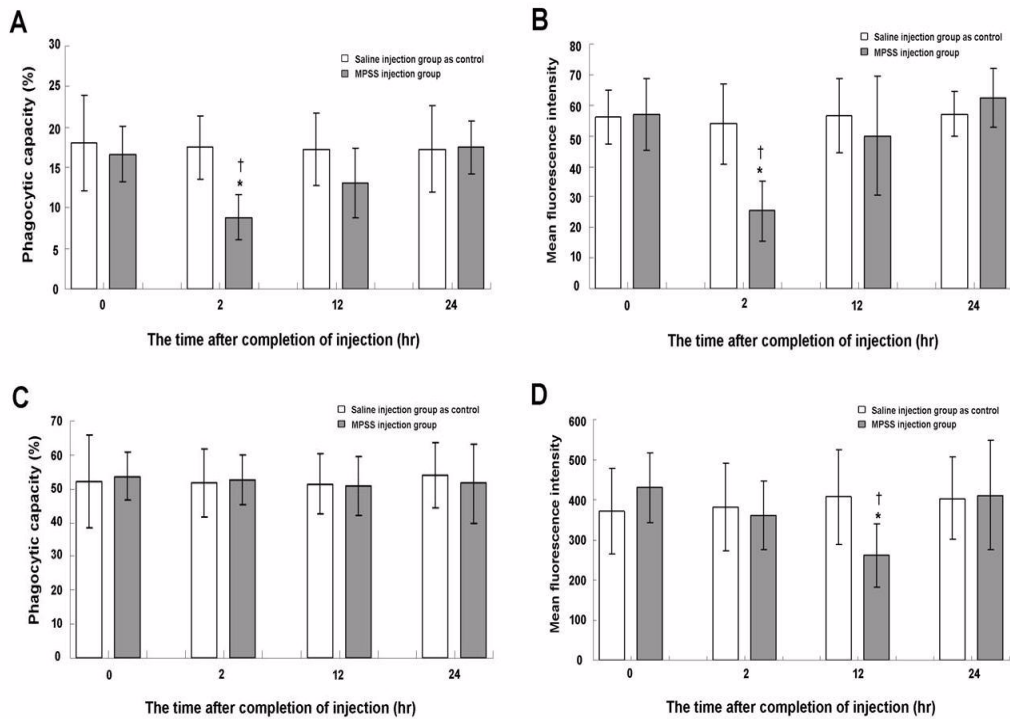 A
Phagocytic capacity (%)
30
25
20
15
10
5
0
Saline injection group as control
MPSS injection group
†
*
0 2 12 24
The time after completion of injection (hr)
B
Mean fluorescence intensity
80
70
60
50
40
30
20
10
0
Saline injection group as control
MPSS injection group
†
*
0 2 12 24
The time after completion of injection (hr)
C
Phagocytic capacity (%)
70
60
50
40
30
20
10
0
Saline injection group as control
MPSS injection group
0 2 12 24
The time after completion of injection (hr)
D
Mean fluorescence intensity
600
500
400
300
200
100
0
Saline injection group as control
MPSS injection group
†
*
0 2 12 24
The time after completion of injection (hr)